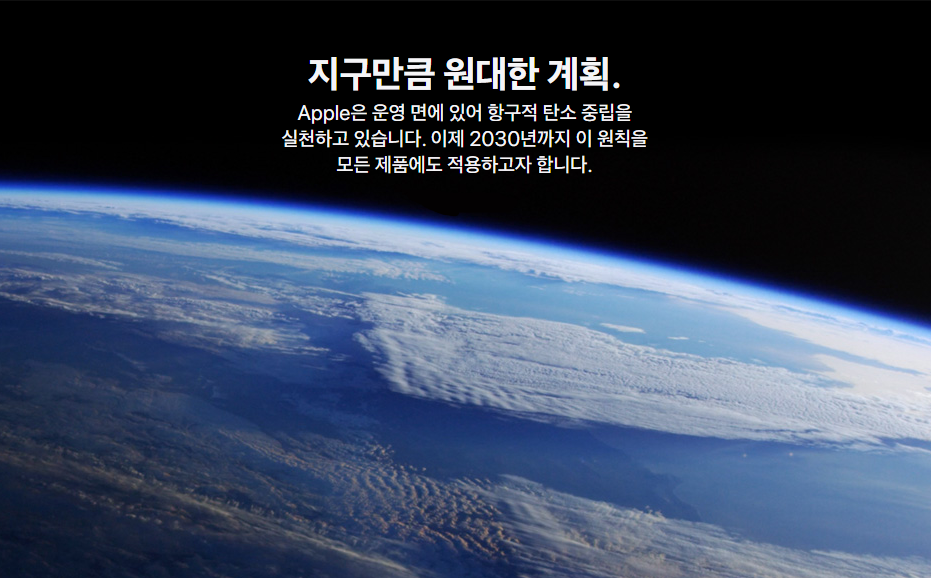 지구만큼 원대한 계획.
Apple은 운영 면에 있어 항구적 탄소 중립을
실천하고 있습니다. 이제 2030년까지 이 원칙을
모든 제품에도 적용하고자 합니다.